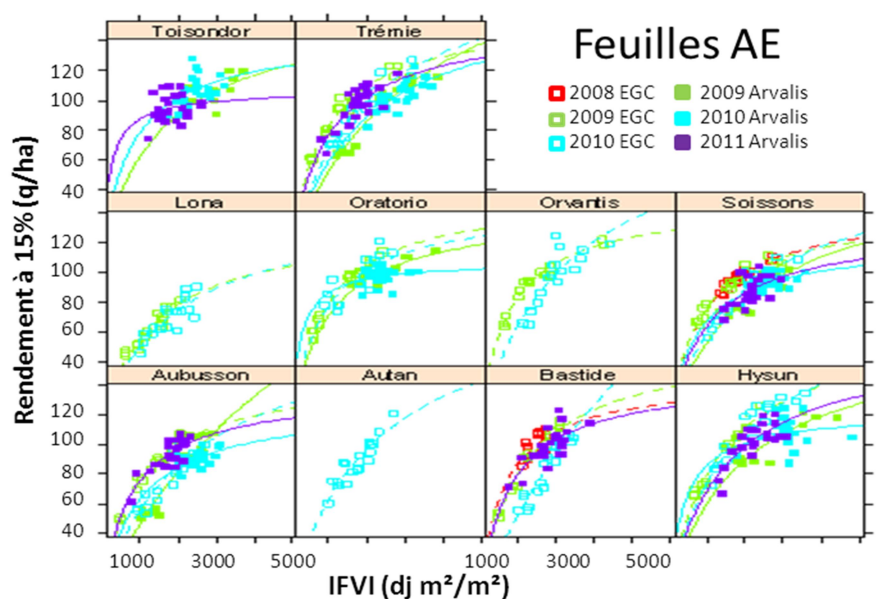 Feuilles AE
2008 EGC
2009 EGC
2010 EGC
2009 Arvalis
2010 Arvalis
2011 Arvalis
Toisondor
Trémie
Lona
Oratorio
Orvantis
Soissons
Aubusson
Autan
Bastide
Hysun
Rendement à 15% (q/ha)
120
100
80
60
40
120
100
80
60
40
120
100
80
60
40
1000
3000
5000
1000
3000
5000
IFVI (dj m²/m²)